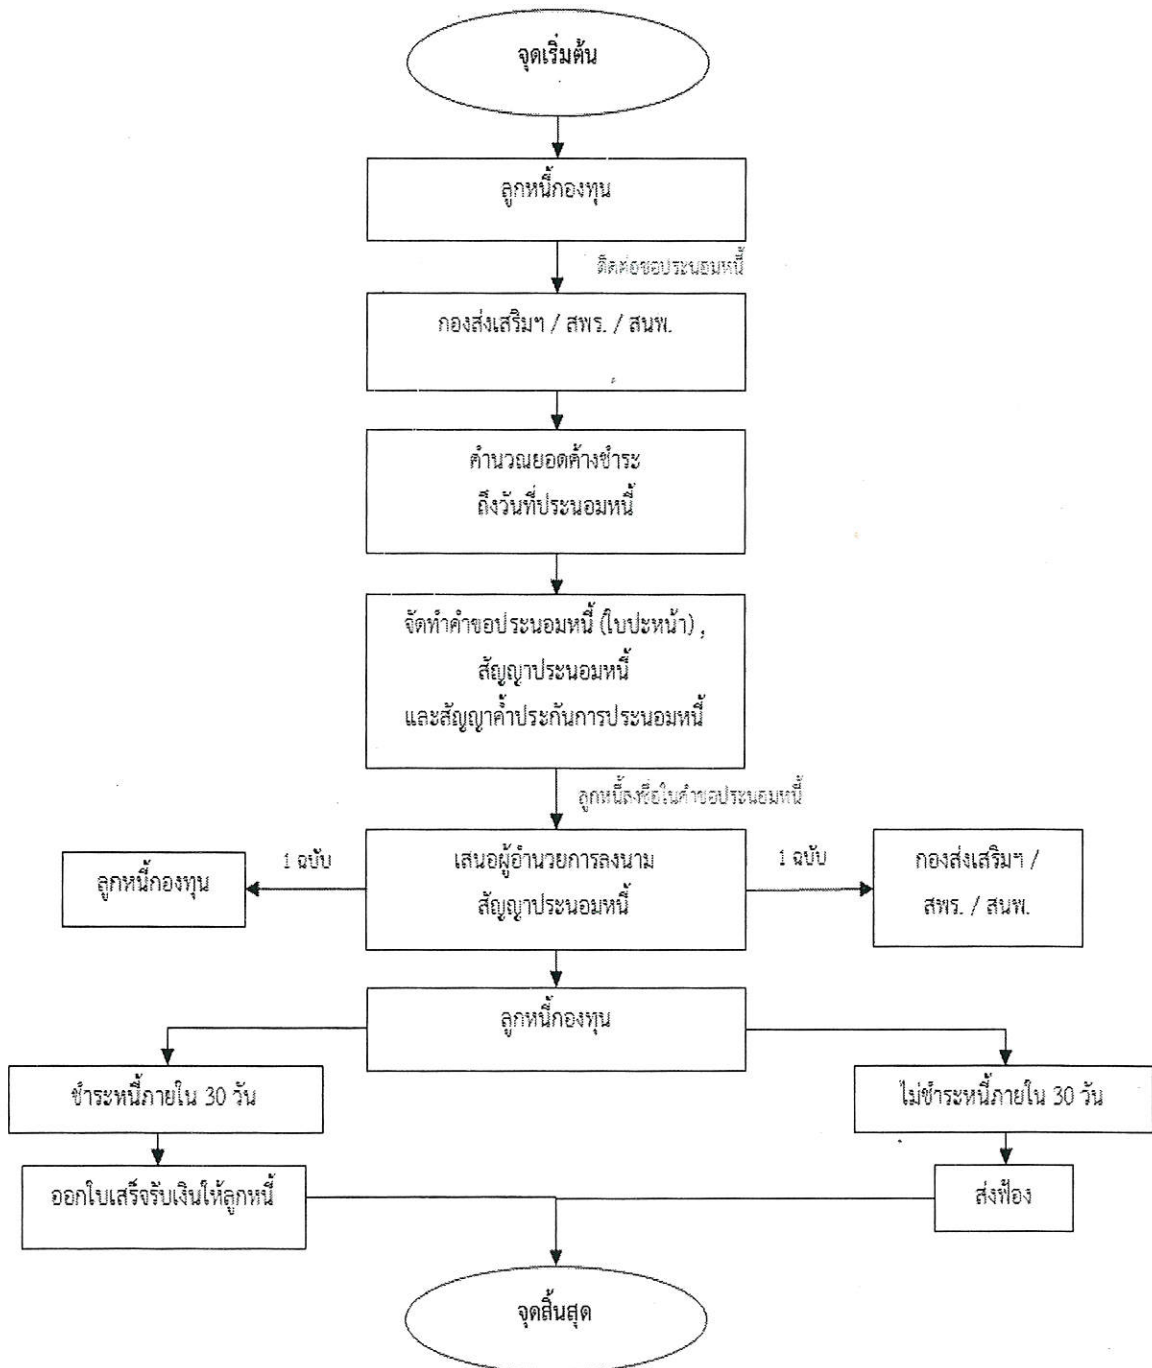 จุดเริ่มต้น
ลูกหนี้กองทุน
ติดต่อขอประนอมหนี้
กองส่งเสริมฯ / สพร. / สนพ.
คำนวณยอดค้างชำระ
ถึงวันที่ประนอมหนี้
จัดทำคำขอประนอมหนี้ (ใบปะหน้า) ,
สัญญาประนอมหนี้
และสัญญาค้ำประกันการประนอมหนี้
ลูกหนี้ลงชื่อในคำขอประนอมหนี้
ลูกหนี้กองทุน
1 ฉบับ
เสนอผู้อำนวยการลงนาม
สัญญาประนอมหนี้
1 ฉบับ
กองส่งเสริมฯ /
สพร. / สนพ.
ลูกหนี้กองทุน
ชำระหนี้ภายใน 30 วัน
ไม่ชำระหนี้ภายใน 30 วัน
ออกใบเสร็จรับเงินให้ลูกหนี้
ส่งฟ้อง
จุดสิ้นสุด